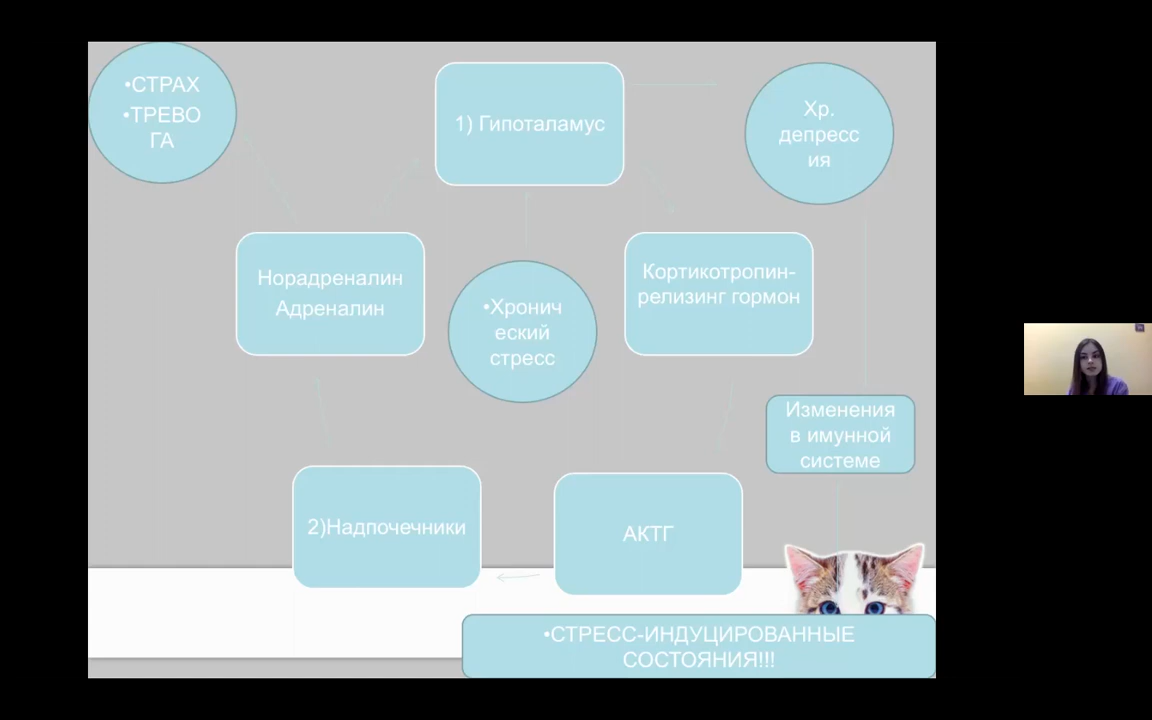 •СТРАХ
•ТРЕВО
ГА
1) Гипоталамус
Хр.
депресс
ия
Норадреналин
Адреналин
•Хронич
еский
стресс
Кортикотропин-
релизинг гормон
Изменения
в имунной
системе
2)Надпочечники
АКТГ
•СТРЕСС-ИНДУЦИРОВАННЫЕ
СОСТОЯНИЯ!!!